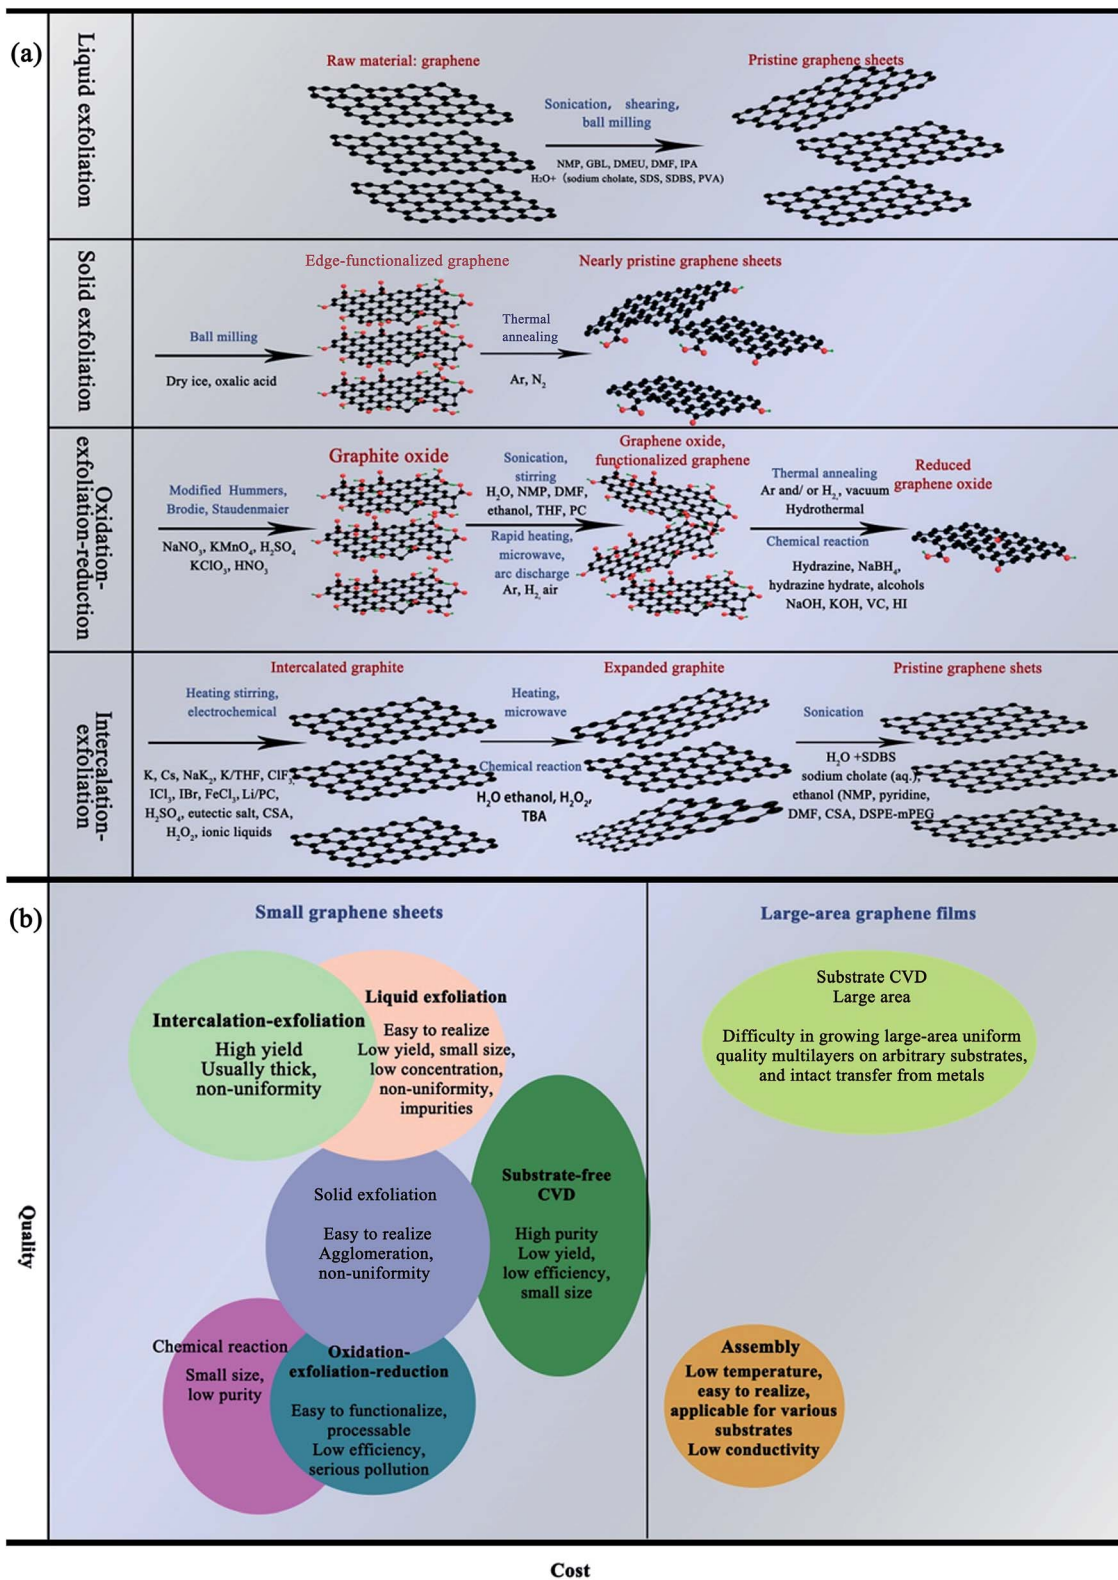 (a)
Liquid exfoliation
Raw material: graphene
Sonication, shearing,
ball milling
NMP, GBL, DMEU, DMF, IPA
H₂O+ (sodium cholate, SDS, SDBS, PVA)
Pristine graphene sheets
Solid exfoliation
Ball milling
Dry ice, oxalic acid
Edge-functionalized graphene
Thermal
annealing
Ar, N₂
Nearly pristine graphene sheets
Oxidation-
exfoliation-reduction
Modified Hummers,
Brodie, Staudenmaier
NaNO₃, KMnO₄, H₂SO₄
KClO₃, HNO₃
Graphite oxide
Sonication,
stirring
H₂O, NMP, DMF,
ethanol, THF, PC
Rapid heating,
microwave,
arc discharge
Ar, H₂, air
Graphene oxide,
functionalized graphene
Thermal annealing
Ar and/ or H₂, vacuum
Hydrothermal
Chemical reaction
Hydrazine, NaBH₄,
hydrazine hydrate, alcohols
NaOH, KOH, VC, HI
Reduced
graphene oxide
Intercalation-
exfoliation
Heating stirring,
electrochemical
K, Cs, NaK₂, K/THF, ClF₃,
ICl₃, IBr, FeCl₃, Li/PC,
H₂SO₄, eutectic salt, CSA,
H₂O₂, ionic liquids
Intercalated graphite
Heating,
microwave
Chemical reaction
H₂O ethanol, H₂O₂,
TBA
Expanded graphite
Sonication
H₂O +SDBS
sodium cholate (aq.),
ethanol (NMP, pyridine,
DMF, CSA, DSPE-mPEG
Pristine graphene shets
(b)
Quality
Small graphene sheets
Intercalation-exfoliation
High yield
Usually thick,
non-uniformity
Liquid exfoliation
Easy to realize
Low yield, small size,
low concentration,
non-uniformity,
impurities
Solid exfoliation
Easy to realize
Agglomeration,
non-uniformity
Substrate-free
CVD
High purity
Low yield,
low efficiency,
small size
Chemical reaction
Small size,
low purity
Oxidation-
exfoliation-reduction
Easy to functionalize,
processable
Low efficiency,
serious pollution
Large-area graphene films
Substrate CVD
Large area
Difficulty in growing large-area uniform
quality multilayers on arbitrary substrates,
and intact transfer from metals
Assembly
Low temperature,
easy to realize,
applicable for various
substrates
Low conductivity
Cost